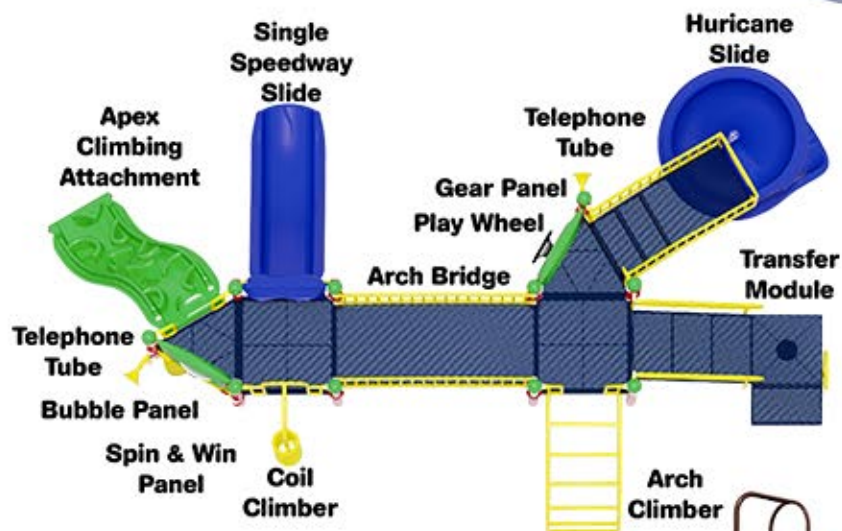 Single
Speedway
Slide
Huricane
Slide
Apex
Climbing
Attachment
Telephone
Tube
Gear Panel
Play Wheel
Arch Bridge
Transfer
Module
Telephone
Tube
Bubble Panel
Spin & Win
Panel
Coil
Climber
Arch
Climber